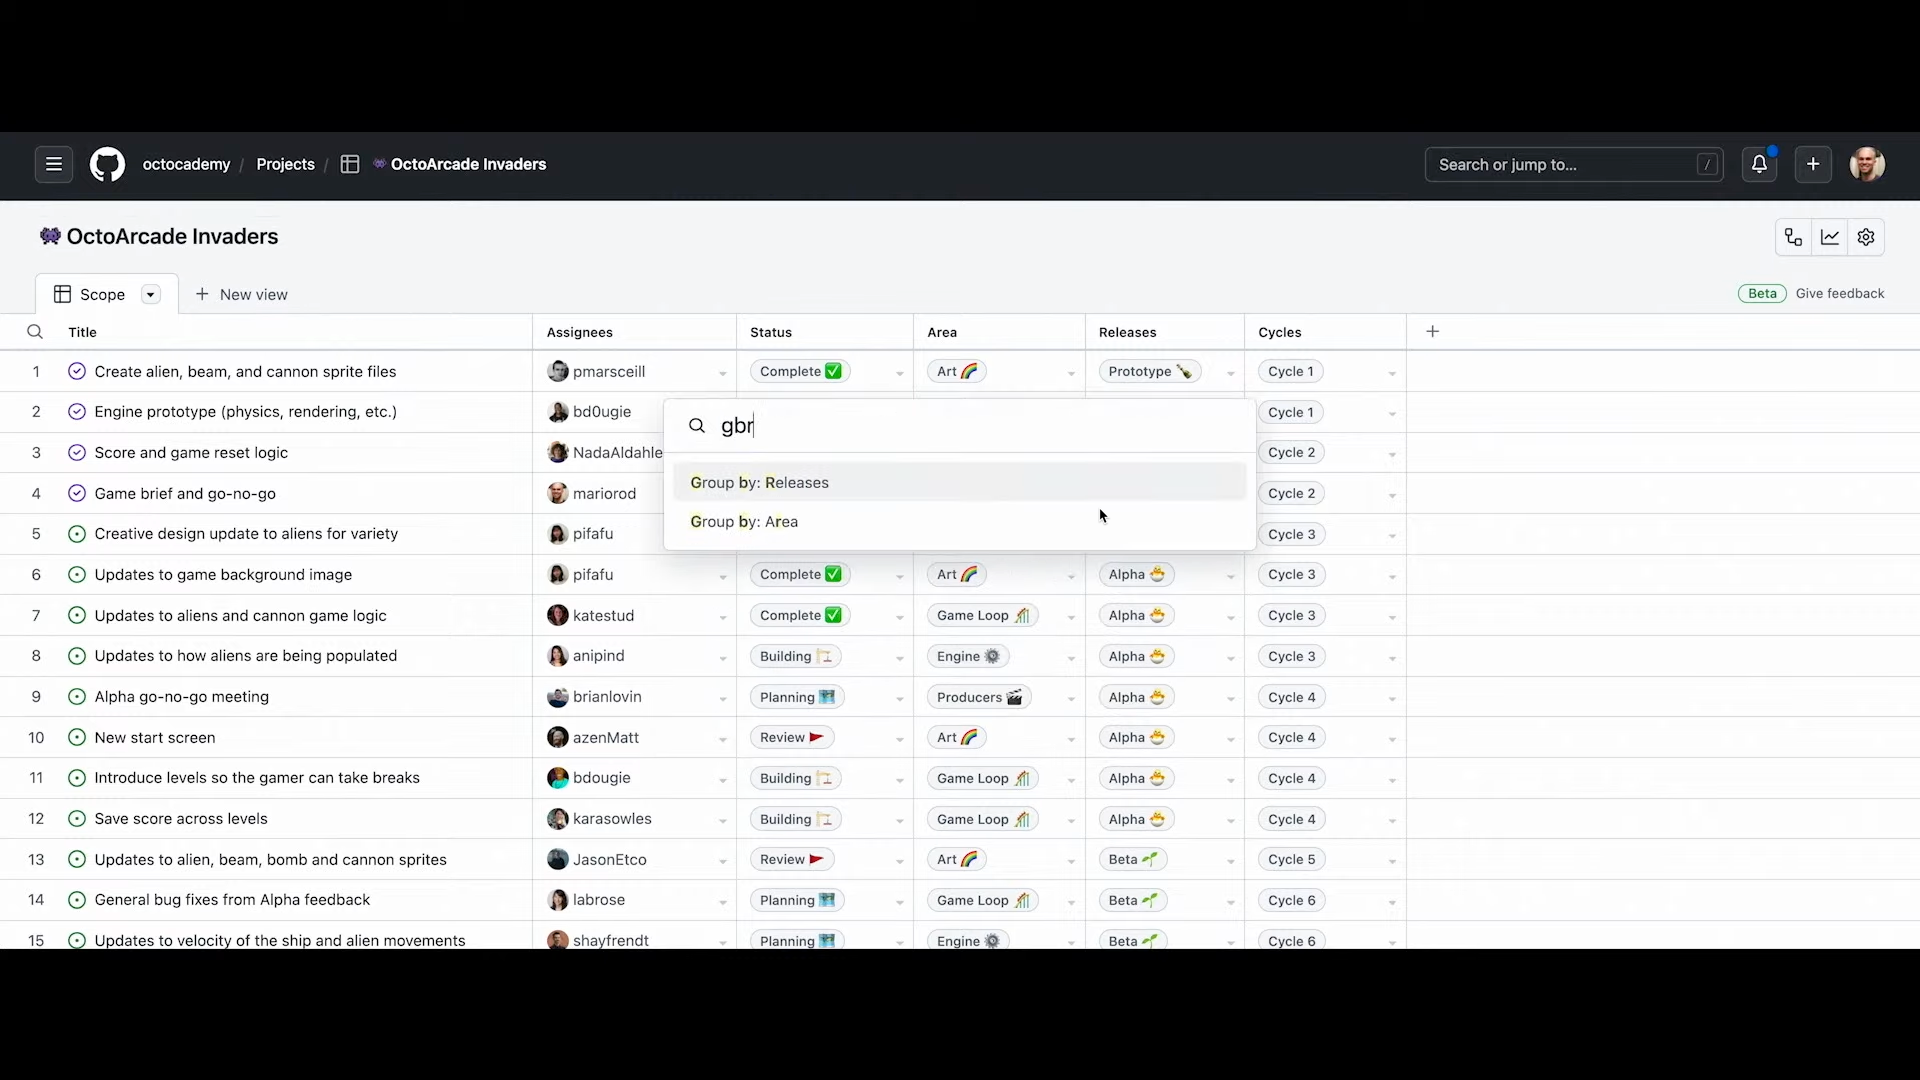 octocademy / Projects / OctoArcade Invaders Search or jump to... /
OctoArcade Invaders
Scope New view Beta Give feedback
Title Assignees Status Area Releases Cycles
1 Create alien, beam, and cannon sprite files pmarsceill Complete ✅ Art 🌈 Prototype 🍾 Cycle 1
2 Engine prototype (physics, rendering, etc.) bd0ugie Cycle 1
gbr
3 Score and game reset logic NadaAldahle Cycle 2
Group by: Releases
4 Game brief and go-no-go mariorod Cycle 2
Group by: Area
5 Creative design update to aliens for variety pifafu Cycle 3
6 Updates to game background image pifafu Complete ✅ Art 🌈 Alpha 🐣 Cycle 3
7 Updates to aliens and cannon game logic katestud Complete ✅ Game Loop 🎢 Alpha 🐣 Cycle 3
8 Updates to how aliens are being populated anipind Building 🏗️ Engine ⚙️ Alpha 🐣 Cycle 3
9 Alpha go-no-go meeting brianlovin Planning 🗺️ Producers 🎬 Alpha 🐣 Cycle 4
10 New start screen azenMatt Review 🚩 Art 🌈 Alpha 🐣 Cycle 4
11 Introduce levels so the gamer can take breaks bdougie Building 🏗️ Game Loop 🎢 Alpha 🐣 Cycle 4
12 Save score across levels karasowles Building 🏗️ Game Loop 🎢 Alpha 🐣 Cycle 4
13 Updates to alien, beam, bomb and cannon sprites JasonEtco Review 🚩 Art 🌈 Beta 🌱 Cycle 5
14 General bug fixes from Alpha feedback labrose Planning 🗺️ Game Loop 🎢 Beta 🌱 Cycle 6
15 Updates to velocity of the ship and alien movements shayfrendt Planning 🗺️ Engine ⚙️ Beta 🌱 Cycle 6